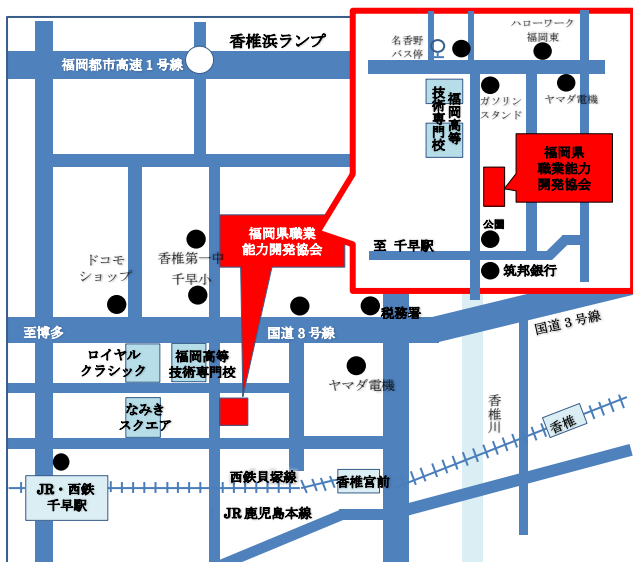 香椎浜ランプ
福岡都市高速１号線
名香野
バス停
ハローワーク
福岡東
福岡高等
技術専門校
ガソリン
スタンド
ヤマダ電機
福岡県
職業能力
開発協会
公園
至 千早駅
筑邦銀行
福岡県職業
能力開発協会
香椎第一中
千早小
ドコモ
ショップ
税務署
至博多
国道３号線
国道３号線
ロイヤル
クラシック
福岡高等
技術専門校
ヤマダ電機
なみき
スクエア
香椎川
香椎
西鉄貝塚線
香椎宮前
JR・西鉄
千早駅
JR鹿児島本線